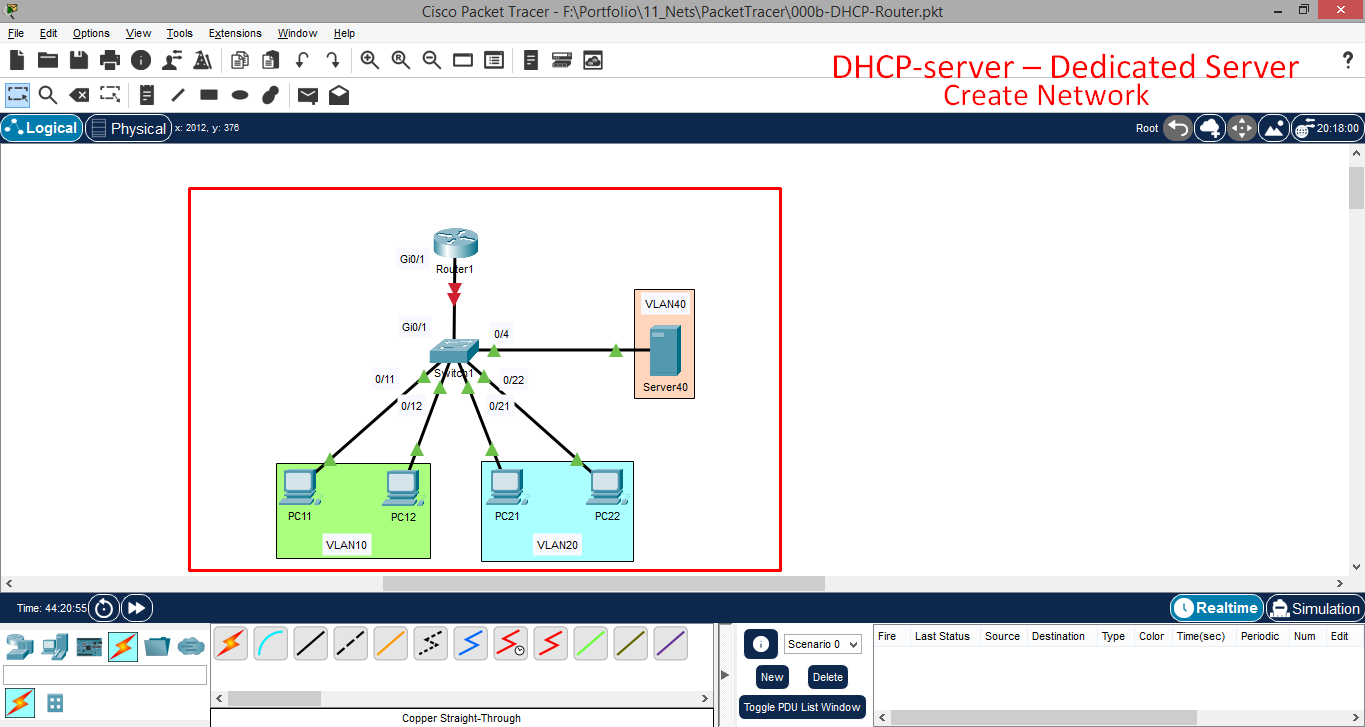 Cisco Packet Tracer - F:\Portfolio\11_Nets\PacketTracer\000b-DHCP-Router.pkt
File Edit Options View Tools Extensions Window Help
DHCP-server – Dedicated Server
Create Network
?
Logical Physical x: 2012, y: 376 Root 20:18:00
Gi0/1
Router1
VLAN40
Gi0/1
0/4
Switch1
0/11
0/22
Server40
0/12
0/21
PC11
PC12
PC21
PC22
VLAN10
VLAN20
Time: 44:20:55 Realtime Simulation
Scenario 0
Fire Last Status Source Destination Type Color Time(sec) Periodic Num Edit
New Delete
Toggle PDU List Window
Copper Straight-Through